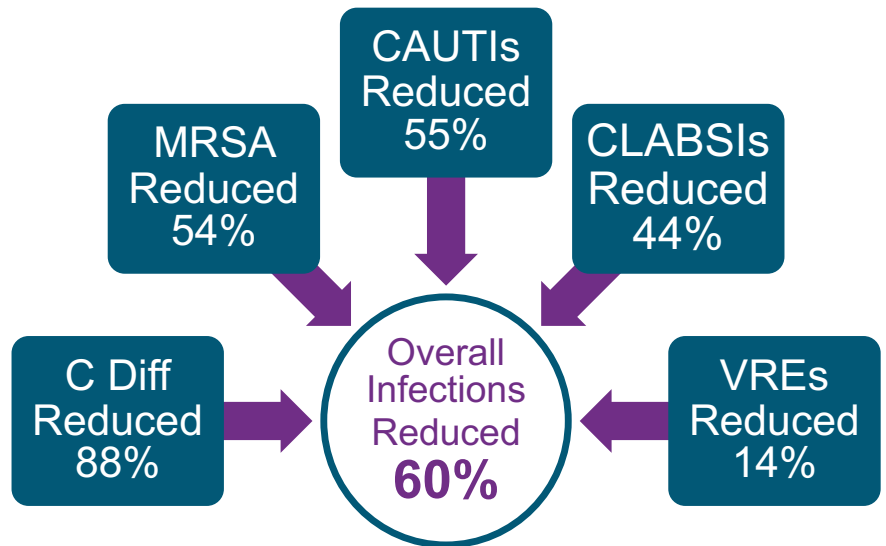 CAUTIs
Reduced
55%
MRSA
Reduced
54%
CLABSIs
Reduced
44%
C Diff
Reduced
88%
Overall
Infections
Reduced
60%
VREs
Reduced
14%